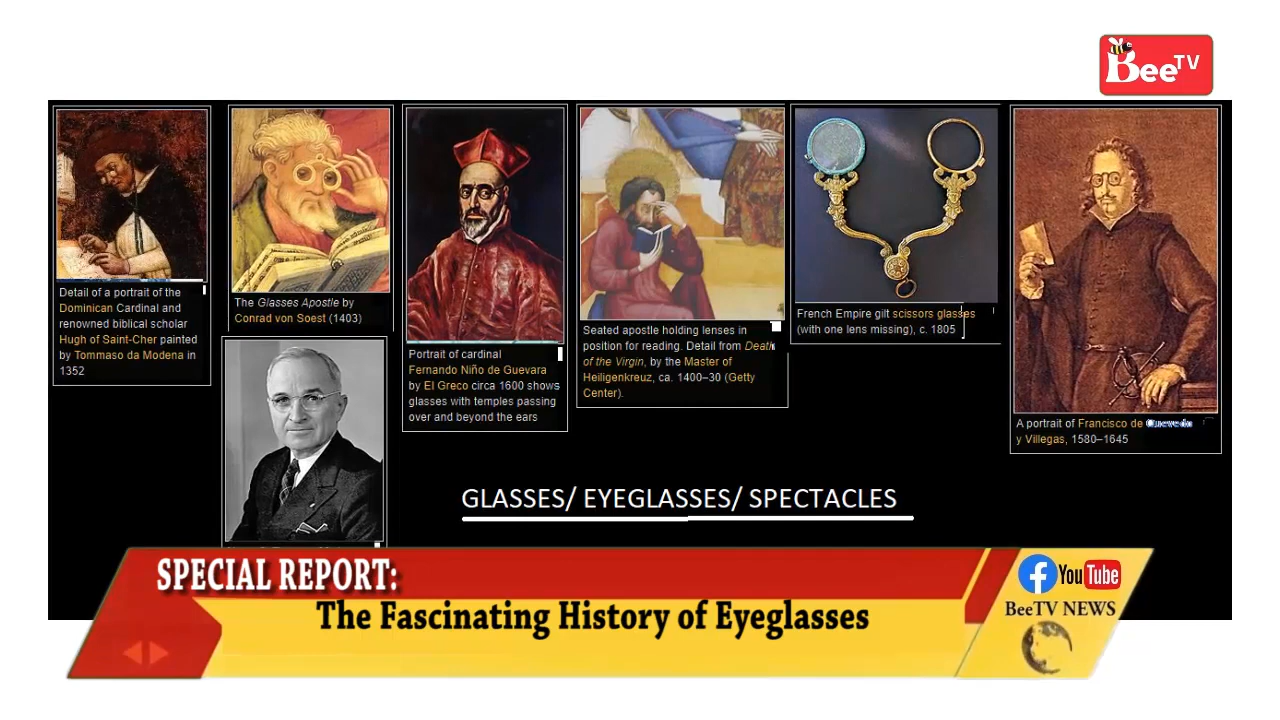 BeeTV
Detail of a portrait of the
Dominican Cardinal and
renowned biblical scholar
Hugh of Saint-Cher painted
by Tommaso da Modena in
1352
The Glasses Apostle by
Conrad von Soest (1403)
Portrait of cardinal
Fernando Niño de Guevara
by El Greco circa 1600 shows
glasses with temples passing
over and beyond the ears
Seated apostle holding lenses in
position for reading. Detail from Death
of the Virgin, by the Master of
Heiligenkreuz, ca. 1400–30 (Getty
Center).
French Empire gilt scissors glasses
(with one lens missing), c. 1805
A portrait of Francisco de Quevedo
y Villegas, 1580–1645
GLASSES/ EYEGLASSES/ SPECTACLES
SPECIAL REPORT:
The Fascinating History of Eyeglasses
f YouTube
BeeTV NEWS